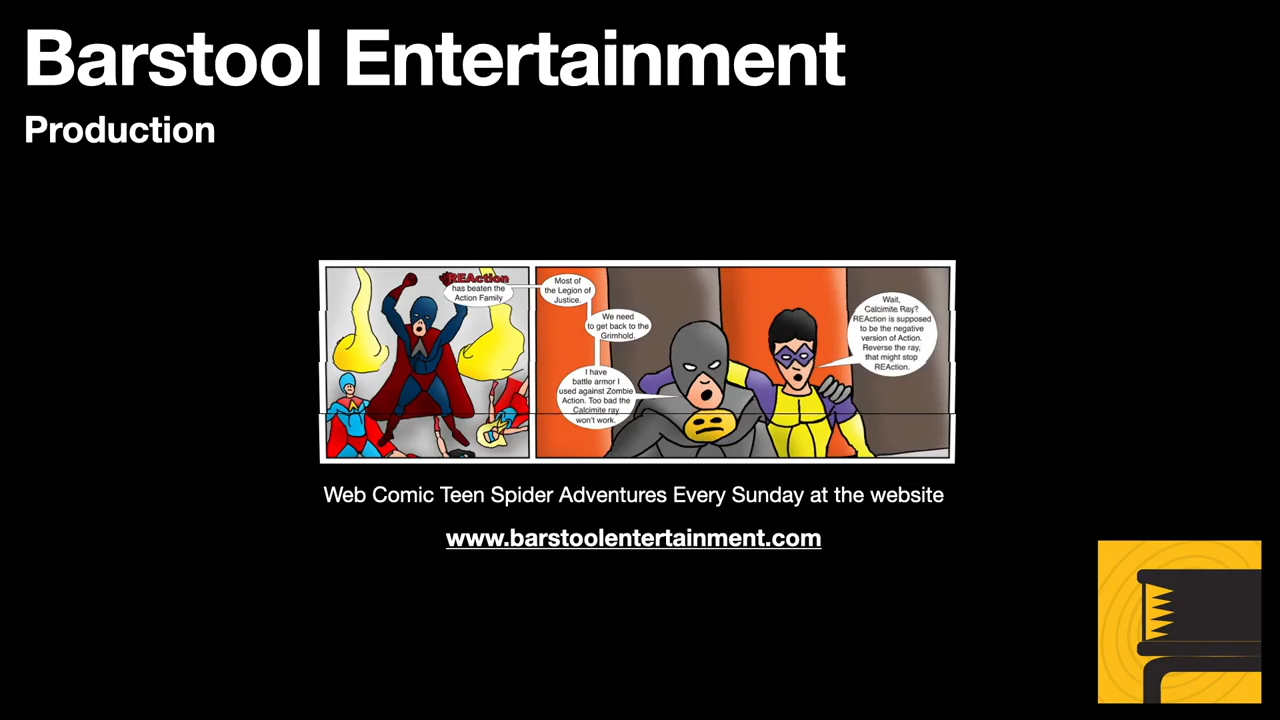 Barstool Entertainment
Production
REAction
has beaten the
Action Family
Most of
the Legion of
Justice.
We need
to get back to the
Grimhold.
I have
battle armor I
used against Zombie
Action. Too bad the
Calcimite ray
won't work.
Wait,
Calcimite Ray?
REAction is supposed
to be the negative
version of Action.
Reverse the ray,
that might stop
REAction.
Web Comic Teen Spider Adventures Every Sunday at the website
www.barstoolentertainment.com